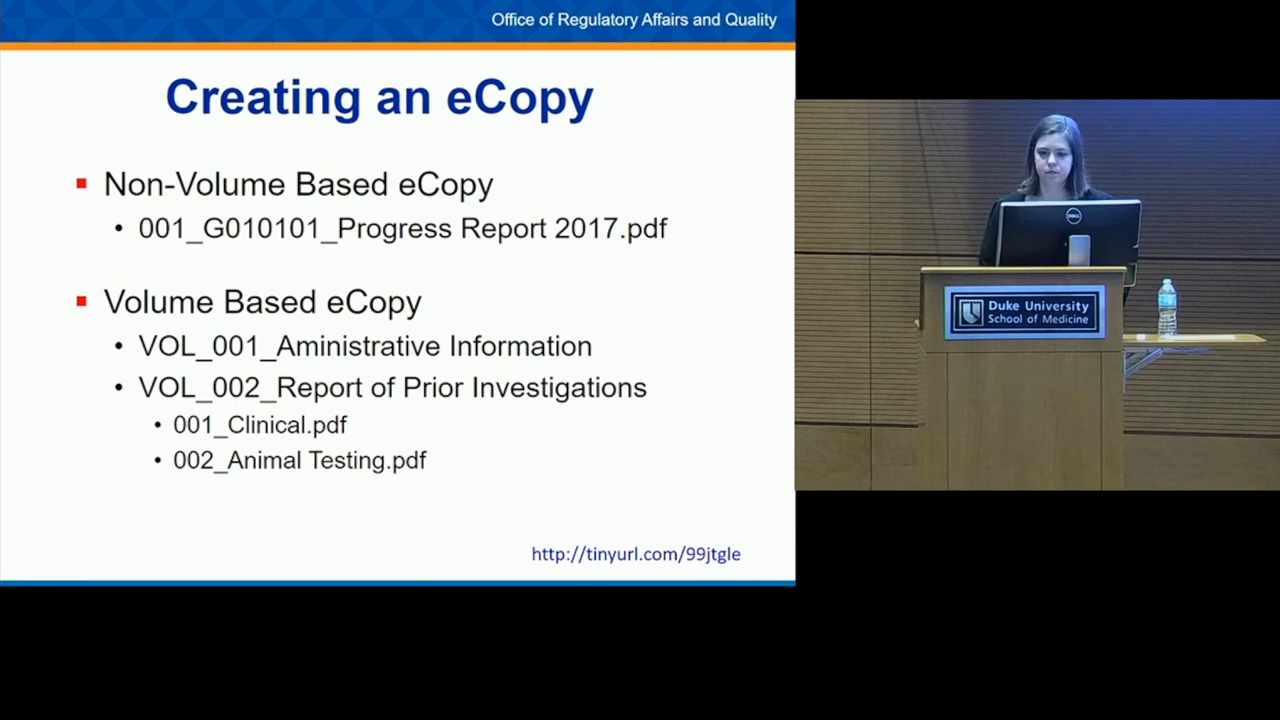 Office of Regulatory Affairs and Quality
Creating an eCopy
Non-Volume Based eCopy
001_G010101_Progress Report 2017.pdf
Volume Based eCopy
VOL_001_Aministrative Information
VOL_002_Report of Prior Investigations
001_Clinical.pdf
002_Animal Testing.pdf
http://tinyurl.com/99jtgle
DELL
Duke University
School of Medicine